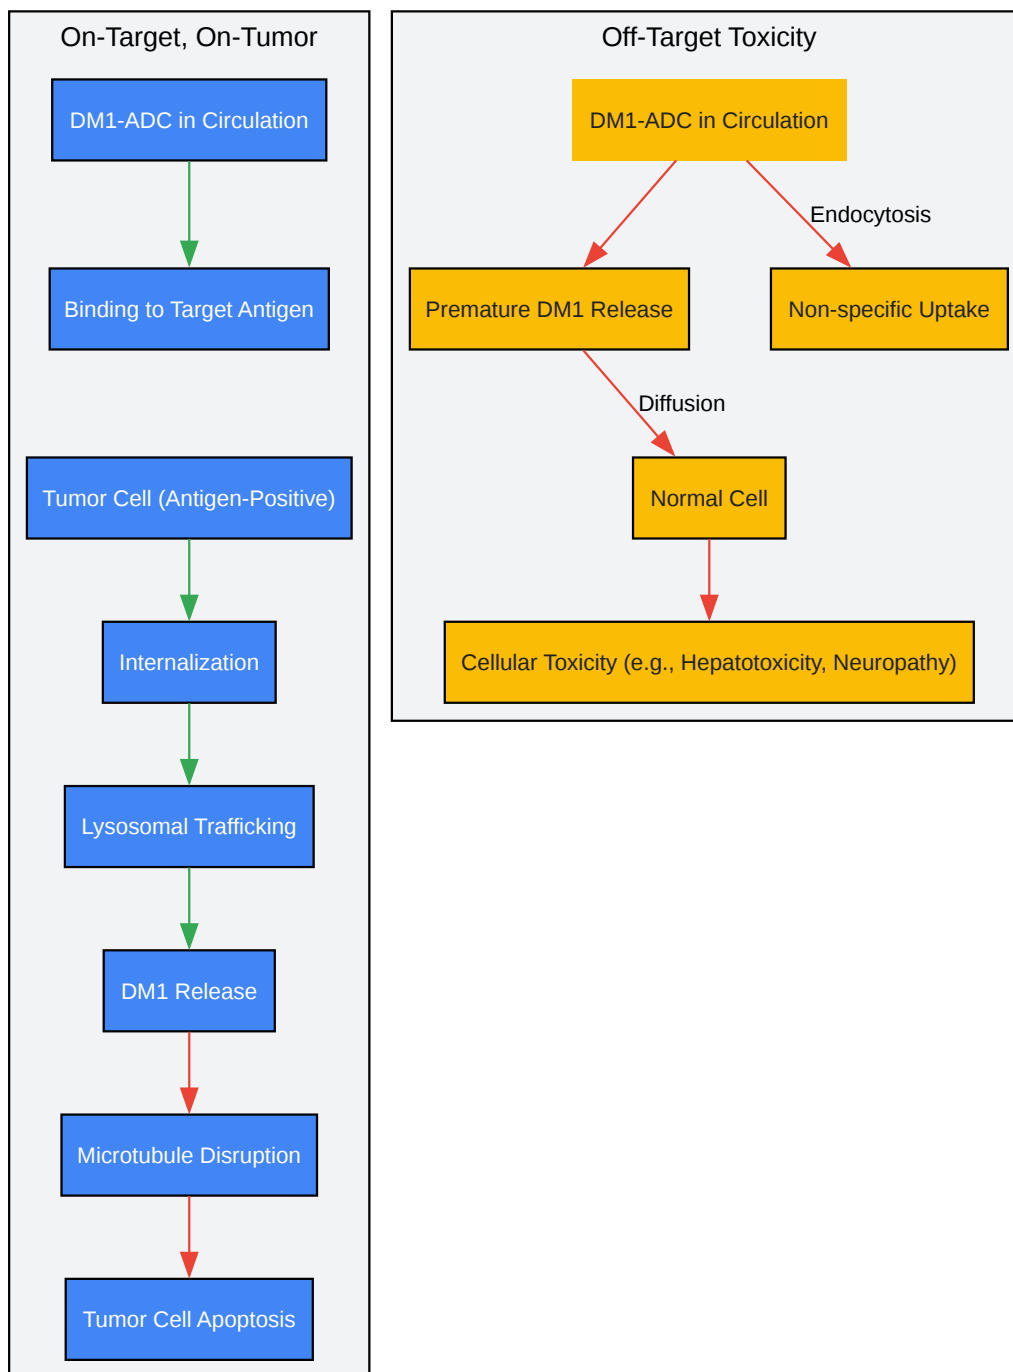 On-Target, On-Tumor
DM1-ADC in Circulation
Binding to Target Antigen
Tumor Cell (Antigen-Positive)
Internalization
Lysosomal Trafficking
DM1 Release
Microtubule Disruption
Tumor Cell Apoptosis
Off-Target Toxicity
DM1-ADC in Circulation
Endocytosis
Premature DM1 Release
Non-specific Uptake
Diffusion
Normal Cell
Cellular Toxicity (e.g., Hepatotoxicity, Neuropathy)